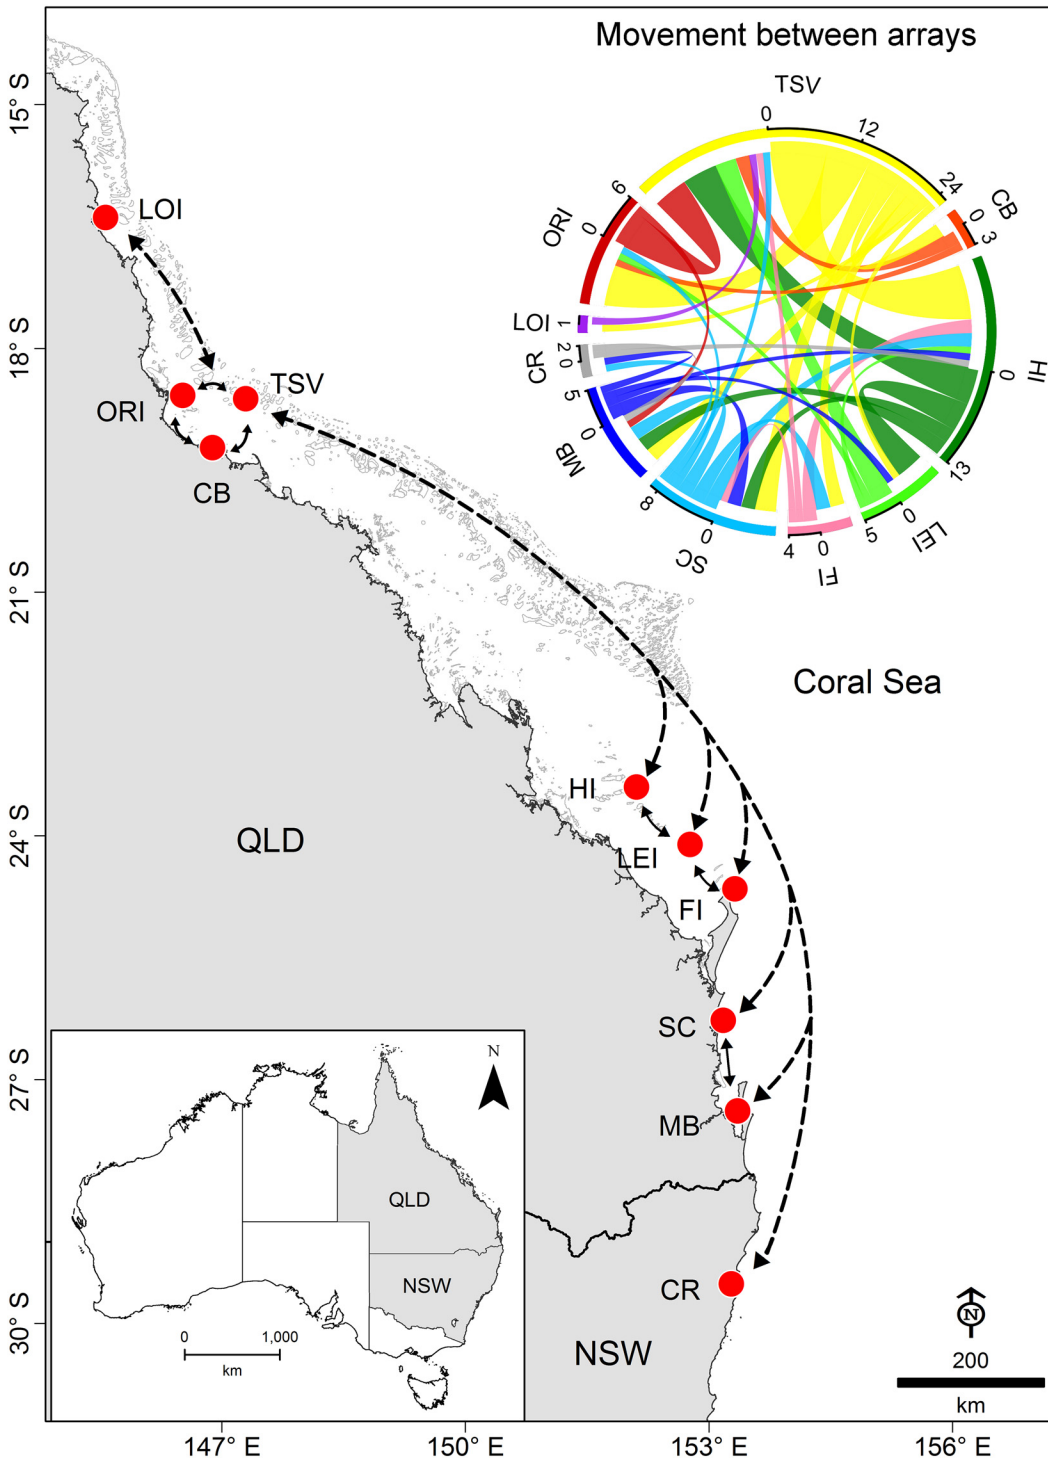 Movement between arrays
TSV
0
12
24
CB
0
3
HI
0
13
LEI
0
5
FI
0
4
SC
0
8
MB
0
5
CR
0
2
LOI
1
ORI
0
6
15° S
18° S
21° S
24° S
27° S
30° S
LOI
ORI
TSV
CB
Coral Sea
HI
QLD
LEI
FI
SC
MB
CR
NSW
N
QLD
NSW
0 1,000
km
N
200
km
147° E
150° E
153° E
156° E